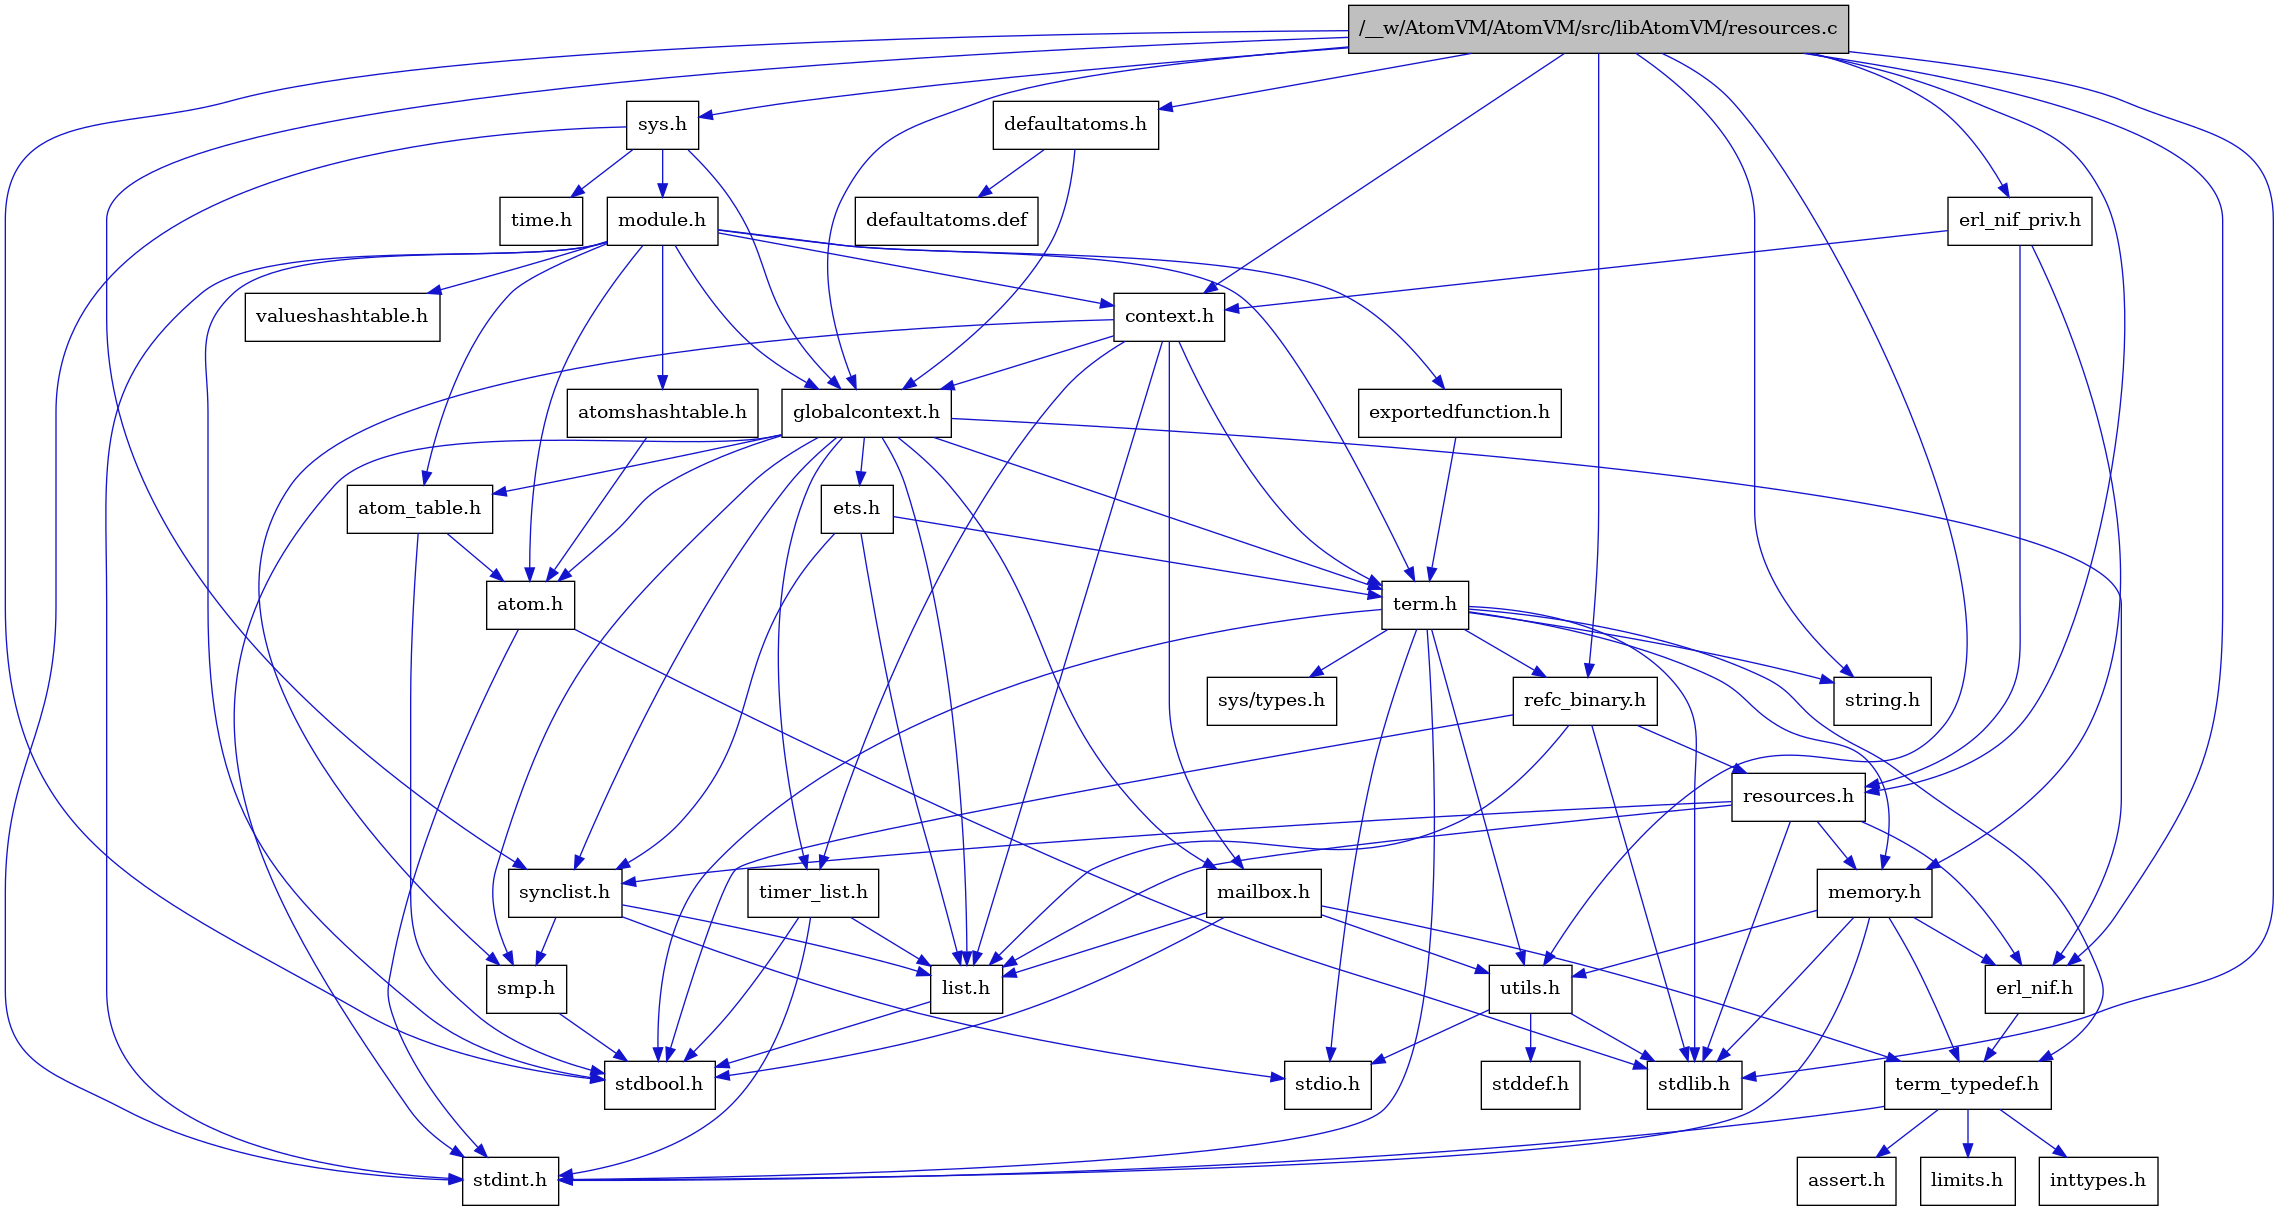 /__w/AtomVM/AtomVM/src/libAtomVM/resources.c
sys.h
defaultatoms.h
time.h
module.h
defaultatoms.def
erl_nif_priv.h
valueshashtable.h
context.h
atomshashtable.h
globalcontext.h
exportedfunction.h
atom_table.h
ets.h
atom.h
term.h
sys/types.h
refc_binary.h
string.h
resources.h
synclist.h
timer_list.h
mailbox.h
memory.h
smp.h
list.h
utils.h
erl_nif.h
stdbool.h
stdio.h
stddef.h
stdlib.h
term_typedef.h
stdint.h
assert.h
limits.h
inttypes.h